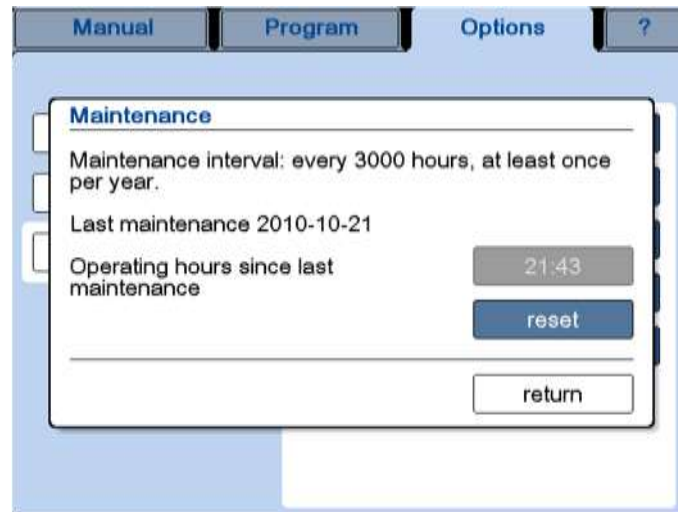 Manual Program Options ?
Maintenance
Maintenance interval: every 3000 hours, at least once
per year.
Last maintenance 2010-10-21
Operating hours since last
maintenance
21:43
reset
return